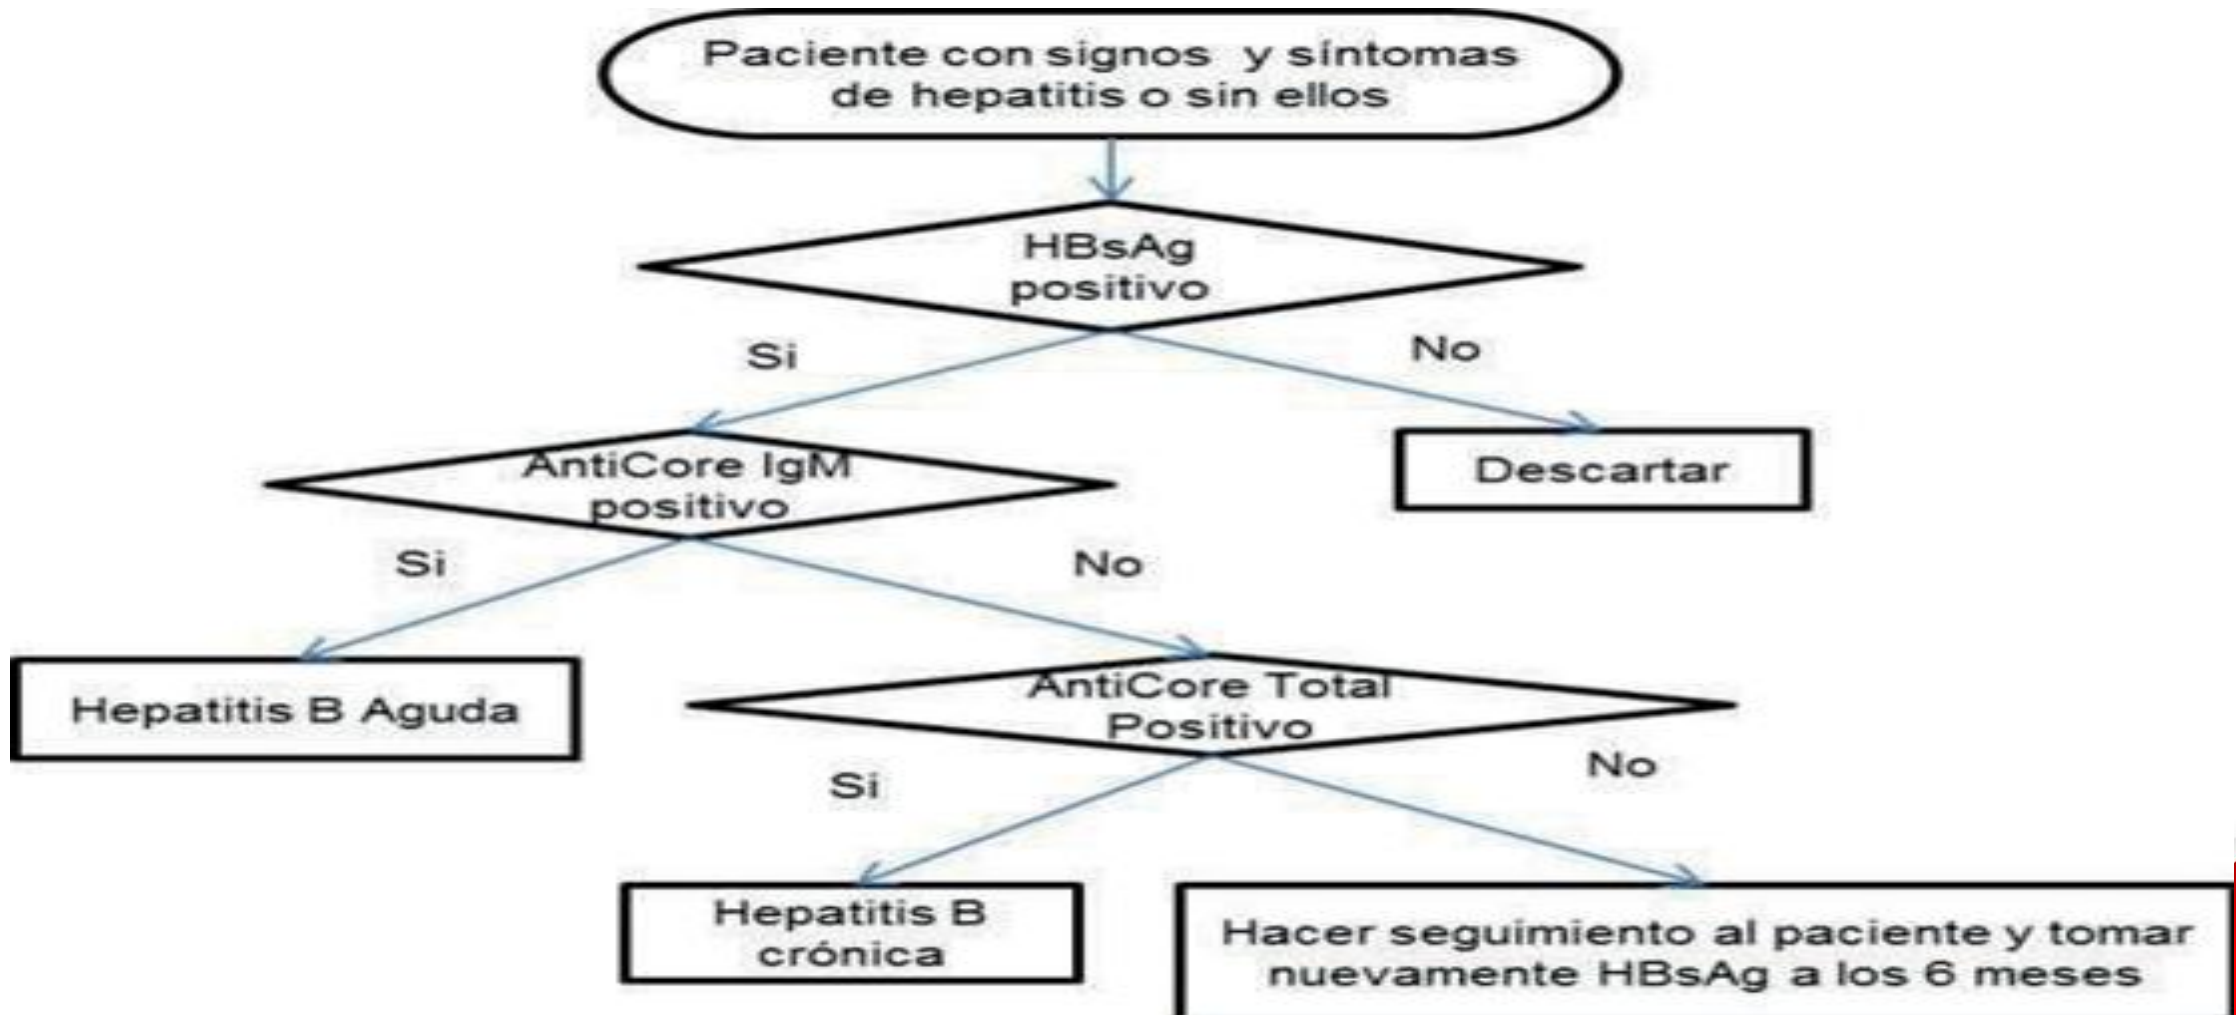 Paciente con signos y síntomas
de hepatitis o sin ellos
HBsAg
positivo
Si
No
AntiCore IgM
positivo
Descartar
Si
No
Hepatitis B Aguda
AntiCore Total
Positivo
Si
No
Hepatitis B
crónica
Hacer seguimiento al paciente y tomar
nuevamente HBsAg a los 6 meses